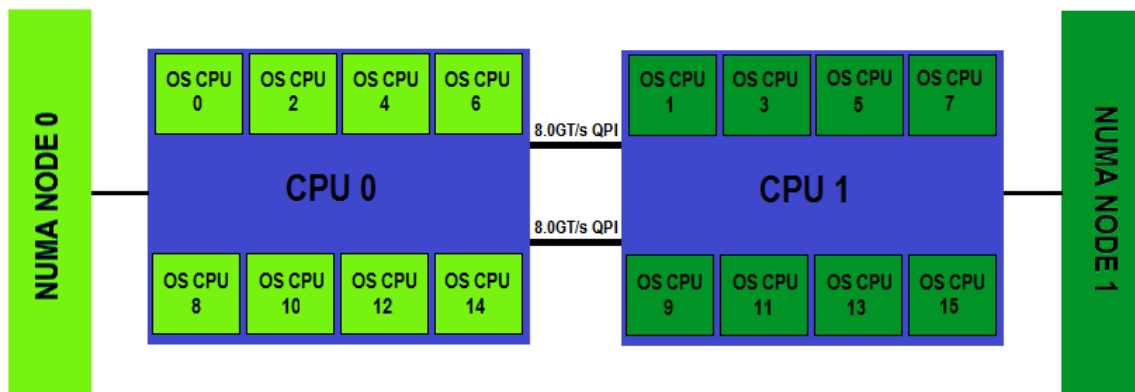 NUMA NODE 0
OS CPU
0
OS CPU
2
OS CPU
4
OS CPU
6
CPU 0
OS CPU
8
OS CPU
10
OS CPU
12
OS CPU
14
8.0GT/s QPI
8.0GT/s QPI
OS CPU
1
OS CPU
3
OS CPU
5
OS CPU
7
CPU 1
OS CPU
9
OS CPU
11
OS CPU
13
OS CPU
15
NUMA NODE 1